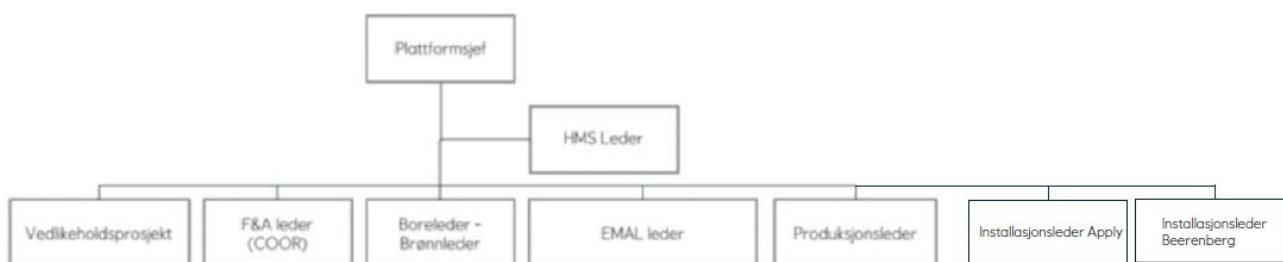 Plattformsjef
HMS Leder
Vedlikeholdsprosjekt
F&A leder
(COOR)
Boreleder -
Brønnleder
EMAL leder
Produksjonsleder
Installasjonsleder Apply
Installasjonsleder
Beerenberg